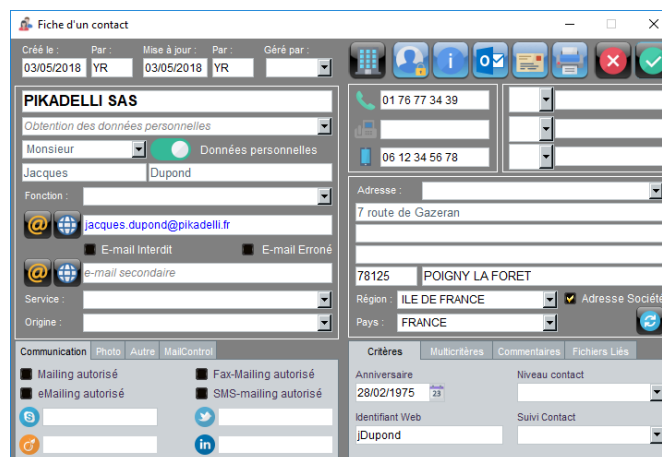 Fiche d'un contact
Créé le : Par : Mise à jour : Par : Géré par :
03/05/2018 YR 03/05/2018 YR
PIKADELLI SAS
Obtention des données personnelles
Monsieur Données personnelles
Jacques Dupond
Fonction :
@ jacques.dupond@pikadelli.fr
E-mail Interdit E-mail Erroné
@ e-mail secondaire
Service :
Origine :
Communication Photo Autre MailControl
Mailing autorisé Fax-Mailing autorisé
eMailing autorisé SMS-mailing autorisé
01 76 77 34 39
06 12 34 56 78
Adresse :
7 route de Gazeran
78125 POIGNY LA FORET
Région : ILE DE FRANCE Adresse Société
Pays : FRANCE
Critères Multicritères Commentaires Fichiers Liés
Anniversaire Niveau contact
28/02/1975 23
Identifiant Web Suivi Contact
jDupond